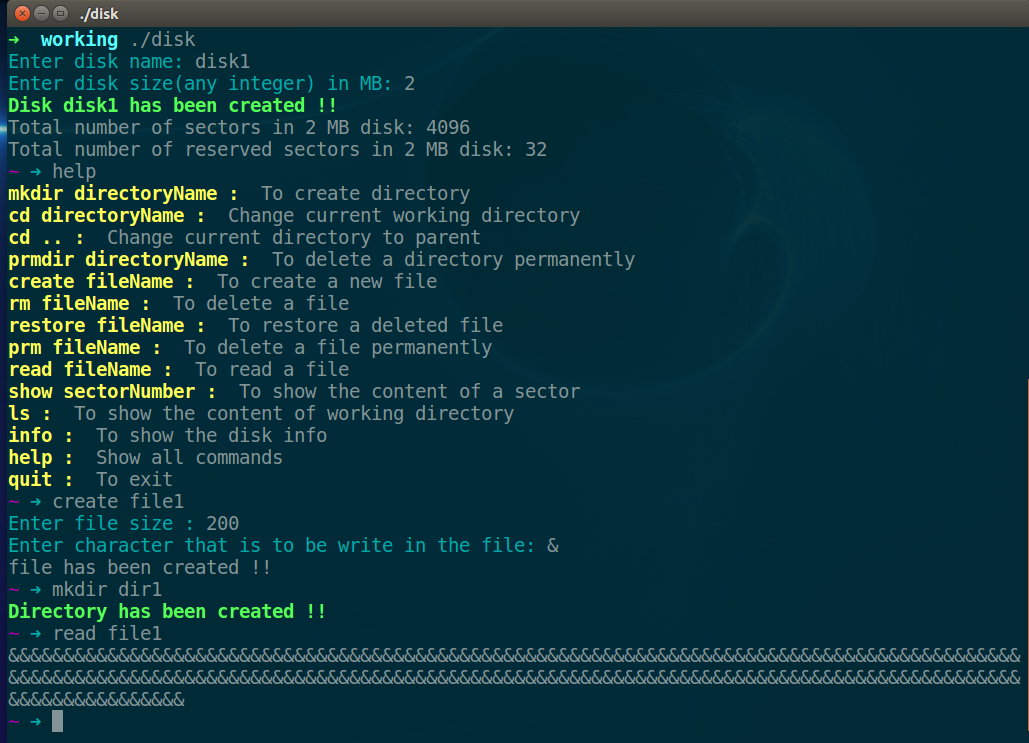 ./disk
➜  working ./disk
Enter disk name: disk1
Enter disk size(any integer) in MB: 2
Disk disk1 has been created !!
Total number of sectors in 2 MB disk: 4096
Total number of reserved sectors in 2 MB disk: 32
~ ➜ help
mkdir directoryName :  To create directory
cd directoryName :  Change current working directory
cd .. :  Change current directory to parent
prmdir directoryName :  To delete a directory permanently
create fileName :  To create a new file
rm fileName :  To delete a file
restore fileName :  To restore a deleted file
prm fileName :  To delete a file permanently
read fileName :  To read a file
show sectorNumber :  To show the content of a sector
ls :  To show the content of working directory
info :  To show the disk info
help :  Show all commands
quit :  To exit
~ ➜ create file1
Enter file size : 200
Enter character that is to be write in the file: &
file has been created !!
~ ➜ mkdir dir1
Directory has been created !!
~ ➜ read file1
&&&&&&&&&&&&&&&&&&&&&&&&&&&&&&&&&&&&&&&&&&&&&&&&&&&&&&&&&&&&&&&&&&&&&&&&&&&&&&&&&&&&&&&&&&&&
&&&&&&&&&&&&&&&&&&&&&&&&&&&&&&&&&&&&&&&&&&&&&&&&&&&&&&&&&&&&&&&&&&&&&&&&&&&&&&&&&&&&&&&&&&&&
&&&&&&&&&&&&&&&&
~ ➜